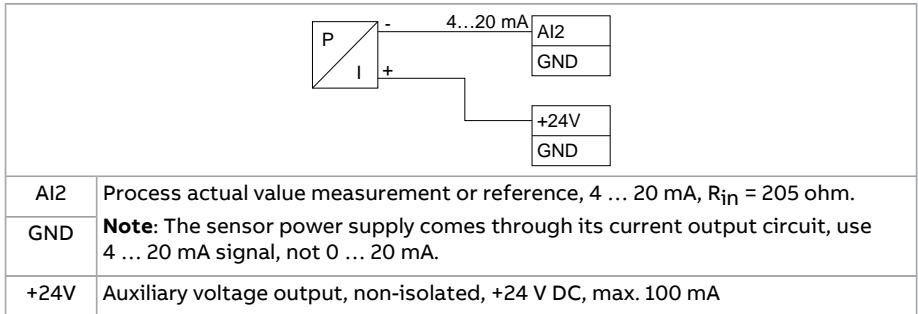 P
I
-
+
4…20 mA
AI2
GND
+24V
GND
AI2
Process actual value measurement or reference, 4 … 20 mA, Rin = 205 ohm.
GND
Note: The sensor power supply comes through its current output circuit, use
4 … 20 mA signal, not 0 … 20 mA.
+24V
Auxiliary voltage output, non-isolated, +24 V DC, max. 100 mA